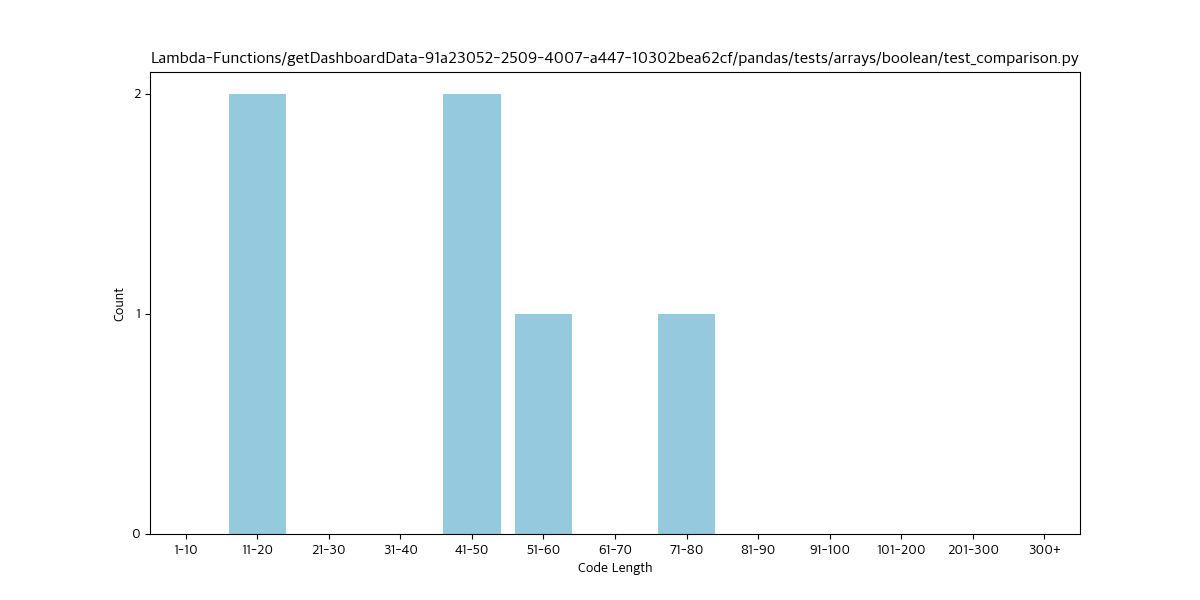 Lambda-Functions/getDashboardData-91a23052-2509-4007-a447-10302bea62cf/pandas/tests/arrays/boolean/test_comparison.py
2
1
0
Count
1-10 11-20 21-30 31-40 41-50 51-60 61-70 71-80 81-90 91-100 101-200 201-300 300+
Code Length